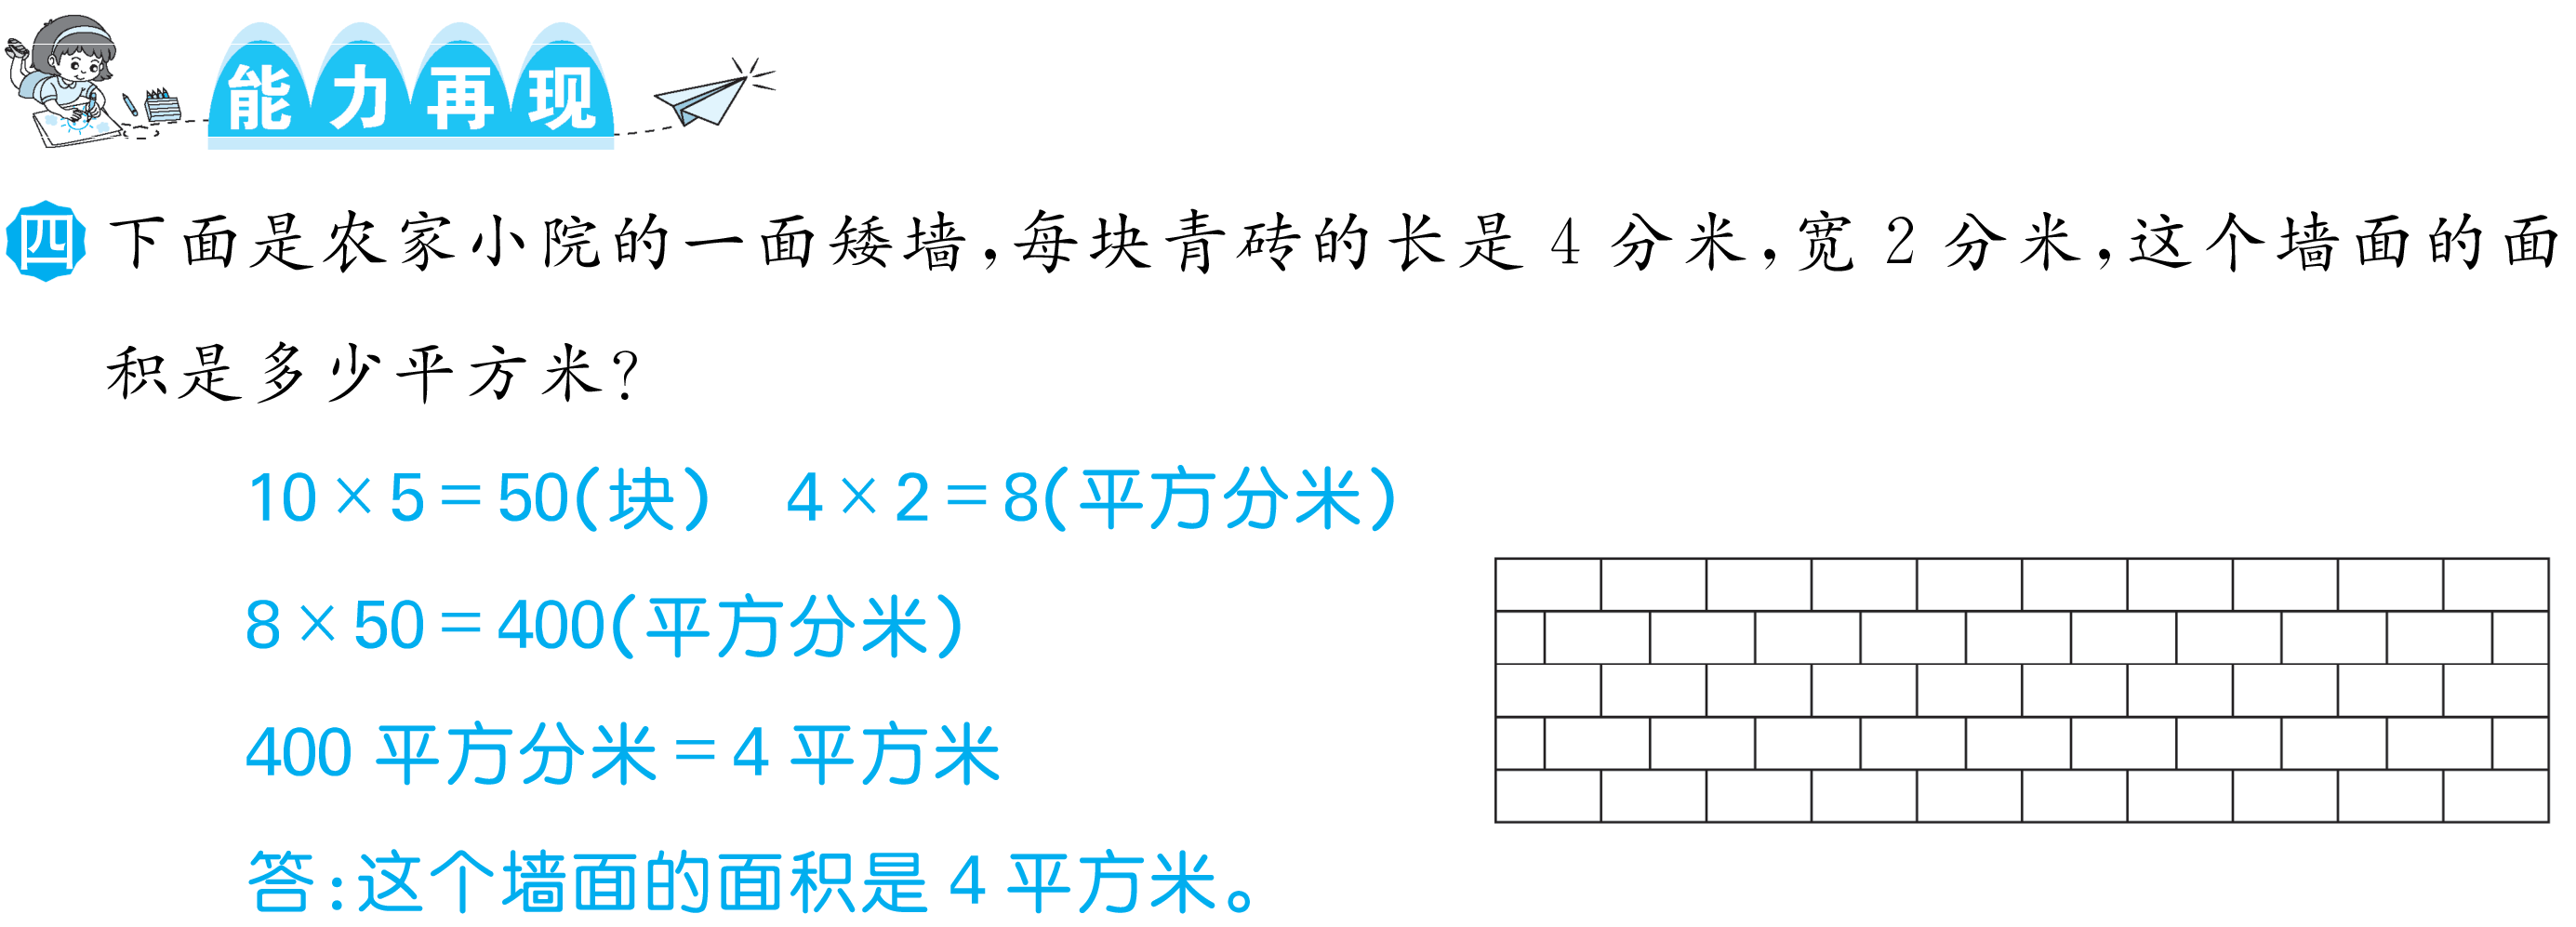 能力再现
四 下面是农家小院的一面矮墙,每块青砖的长是 4 分米,宽 2 分米,这个墙面的面
积是多少平方米?
10×5=50(块) 4×2=8(平方分米)
8×50=400(平方分米)
400 平方分米=4 平方米
答:这个墙面的面积是 4 平方米。